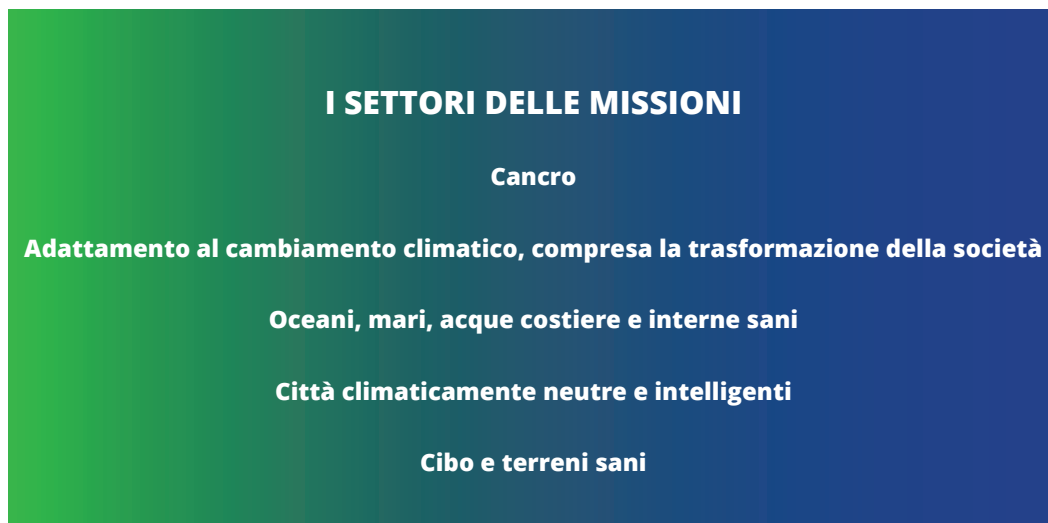 I SETTORI DELLE MISSIONI
Cancro
Adattamento al cambiamento climatico, compresa la trasformazione della società
Oceani, mari, acque costiere e interne sani
Città climaticamente neutre e intelligenti
Cibo e terreni sani